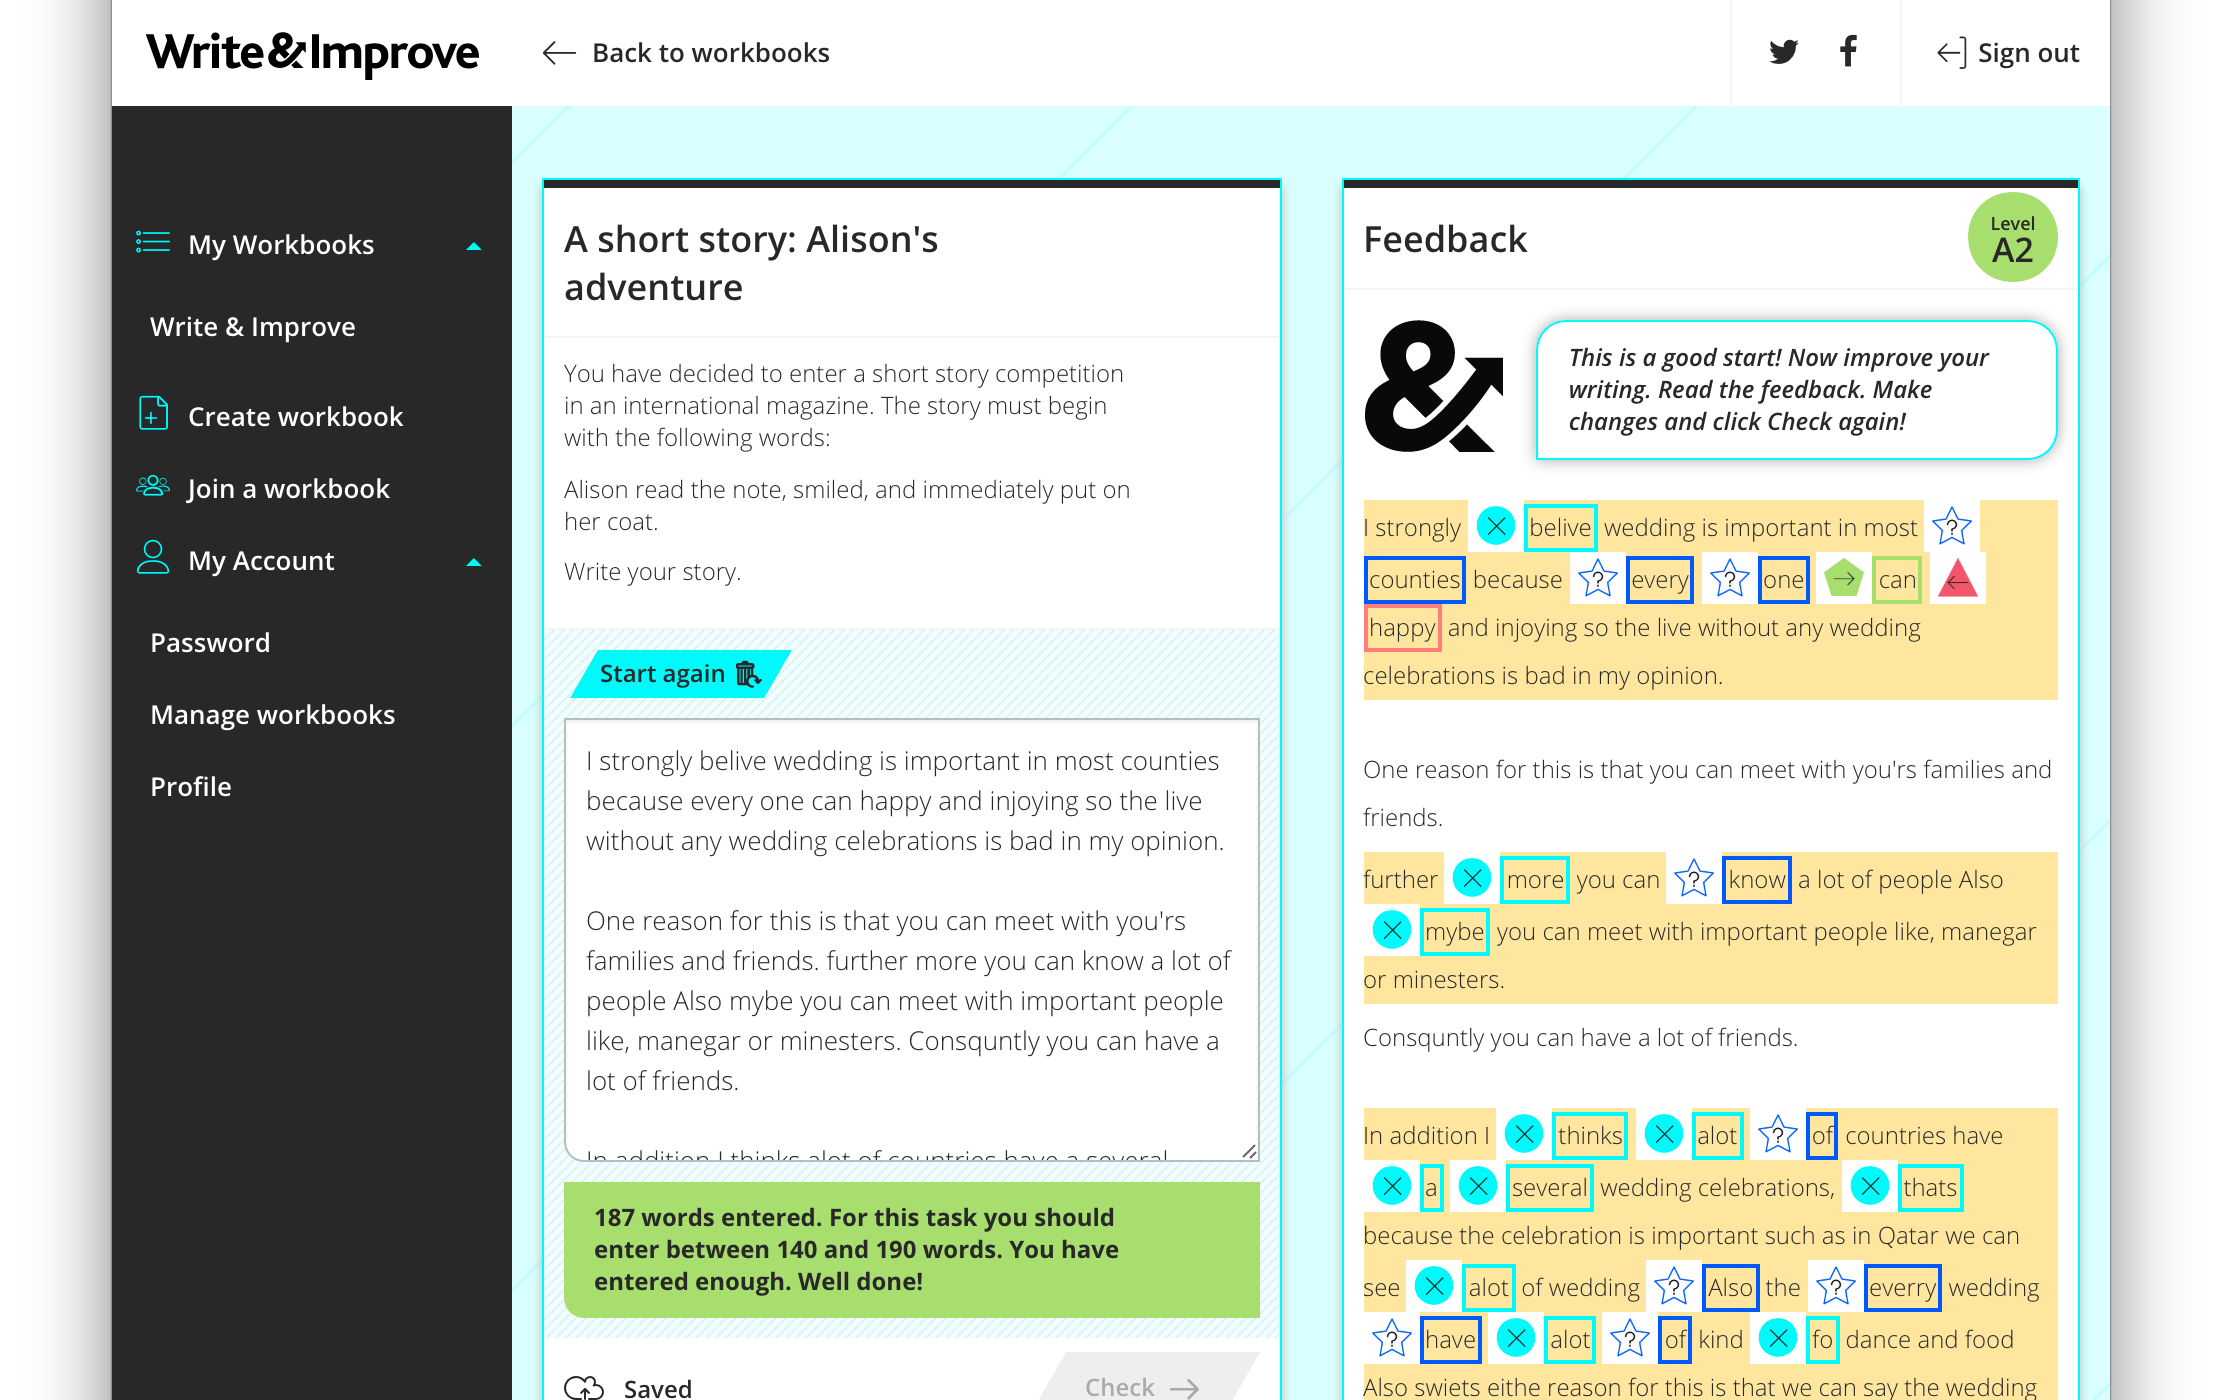 Write&Improve
Back to workbooks
Sign out
My Workbooks
Write & Improve
Create workbook
Join a workbook
My Account
Password
Manage workbooks
Profile
A short story: Alison's
adventure
You have decided to enter a short story competition
in an international magazine. The story must begin
with the following words:
Alison read the note, smiled, and immediately put on
her coat.
Write your story.
Start again
I strongly belive wedding is important in most counties
because every one can happy and injoying so the live
without any wedding celebrations is bad in my opinion.
One reason for this is that you can meet with you'rs
families and friends. further more you can know a lot of
people Also mybe you can meet with important people
like, manegar or minesters. Consquntly you can have a
lot of friends.
In addition I thinks alot of countries have a several
187 words entered. For this task you should
enter between 140 and 190 words. You have
entered enough. Well done!
Saved
Check
Feedback
Level
A2
&
This is a good start! Now improve your
writing. Read the feedback. Make
changes and click Check again!
I strongly belive wedding is important in most ?
counties because ? every ? one can
happy and injoying so the live without any wedding
celebrations is bad in my opinion.
One reason for this is that you can meet with you'rs families and
friends.
further more you can ? know a lot of people Also
mybe you can meet with important people like, manegar
or minesters.
Consquntly you can have a lot of friends.
In addition I thinks alot ? of countries have
a several wedding celebrations, thats
because the celebration is important such as in Qatar we can
see alot of wedding ? Also the ? everry wedding
? have alot ? of kind fo dance and food
Also swiets eithe reason for this is that we can say the wedding